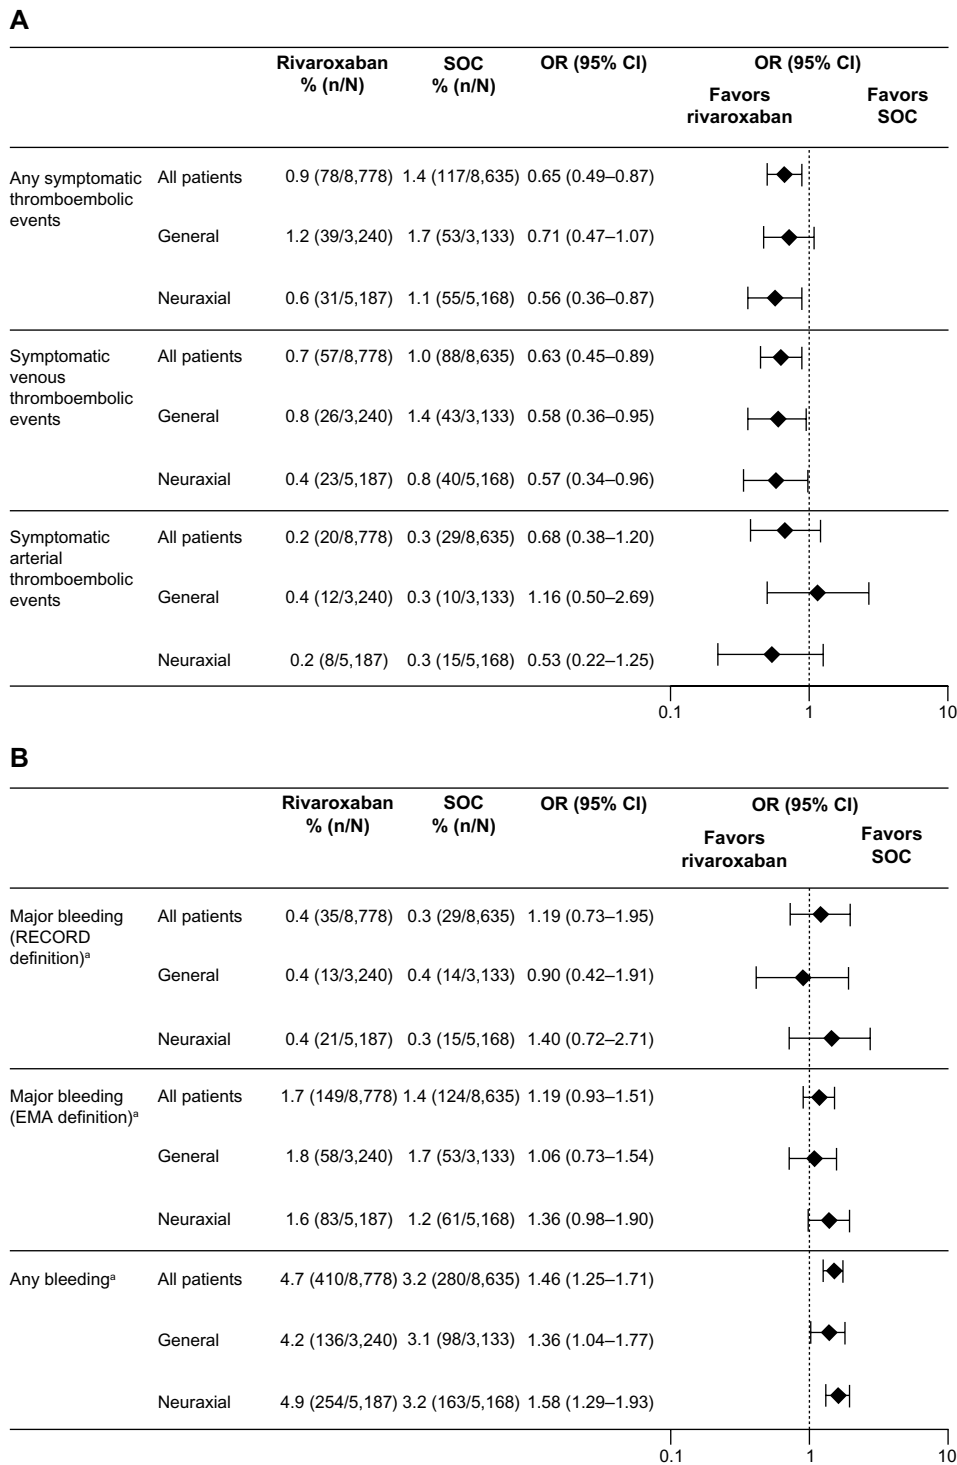 A
Rivaroxaban SOC OR (95% CI) OR (95% CI)
% (n/N) % (n/N)
Favors Favors
rivaroxaban SOC
Any symptomatic All patients 0.9 (78/8,778) 1.4 (117/8,635) 0.65 (0.49–0.87)
thromboembolic
events
General 1.2 (39/3,240) 1.7 (53/3,133) 0.71 (0.47–1.07)
Neuraxial 0.6 (31/5,187) 1.1 (55/5,168) 0.56 (0.36–0.87)
Symptomatic All patients 0.7 (57/8,778) 1.0 (88/8,635) 0.63 (0.45–0.89)
venous
thromboembolic
events General 0.8 (26/3,240) 1.4 (43/3,133) 0.58 (0.36–0.95)
Neuraxial 0.4 (23/5,187) 0.8 (40/5,168) 0.57 (0.34–0.96)
Symptomatic All patients 0.2 (20/8,778) 0.3 (29/8,635) 0.68 (0.38–1.20)
arterial
thromboembolic
events General 0.4 (12/3,240) 0.3 (10/3,133) 1.16 (0.50–2.69)
Neuraxial 0.2 (8/5,187) 0.3 (15/5,168) 0.53 (0.22–1.25)
0.1 1 10
B
Rivaroxaban SOC OR (95% CI) OR (95% CI)
% (n/N) % (n/N)
Favors Favors
rivaroxaban SOC
Major bleeding All patients 0.4 (35/8,778) 0.3 (29/8,635) 1.19 (0.73–1.95)
(RECORD
definition)ᵃ
General 0.4 (13/3,240) 0.4 (14/3,133) 0.90 (0.42–1.91)
Neuraxial 0.4 (21/5,187) 0.3 (15/5,168) 1.40 (0.72–2.71)
Major bleeding All patients 1.7 (149/8,778) 1.4 (124/8,635) 1.19 (0.93–1.51)
(EMA definition)ᵃ
General 1.8 (58/3,240) 1.7 (53/3,133) 1.06 (0.73–1.54)
Neuraxial 1.6 (83/5,187) 1.2 (61/5,168) 1.36 (0.98–1.90)
Any bleedingᵃ All patients 4.7 (410/8,778) 3.2 (280/8,635) 1.46 (1.25–1.71)
General 4.2 (136/3,240) 3.1 (98/3,133) 1.36 (1.04–1.77)
Neuraxial 4.9 (254/5,187) 3.2 (163/5,168) 1.58 (1.29–1.93)
0.1 1 10